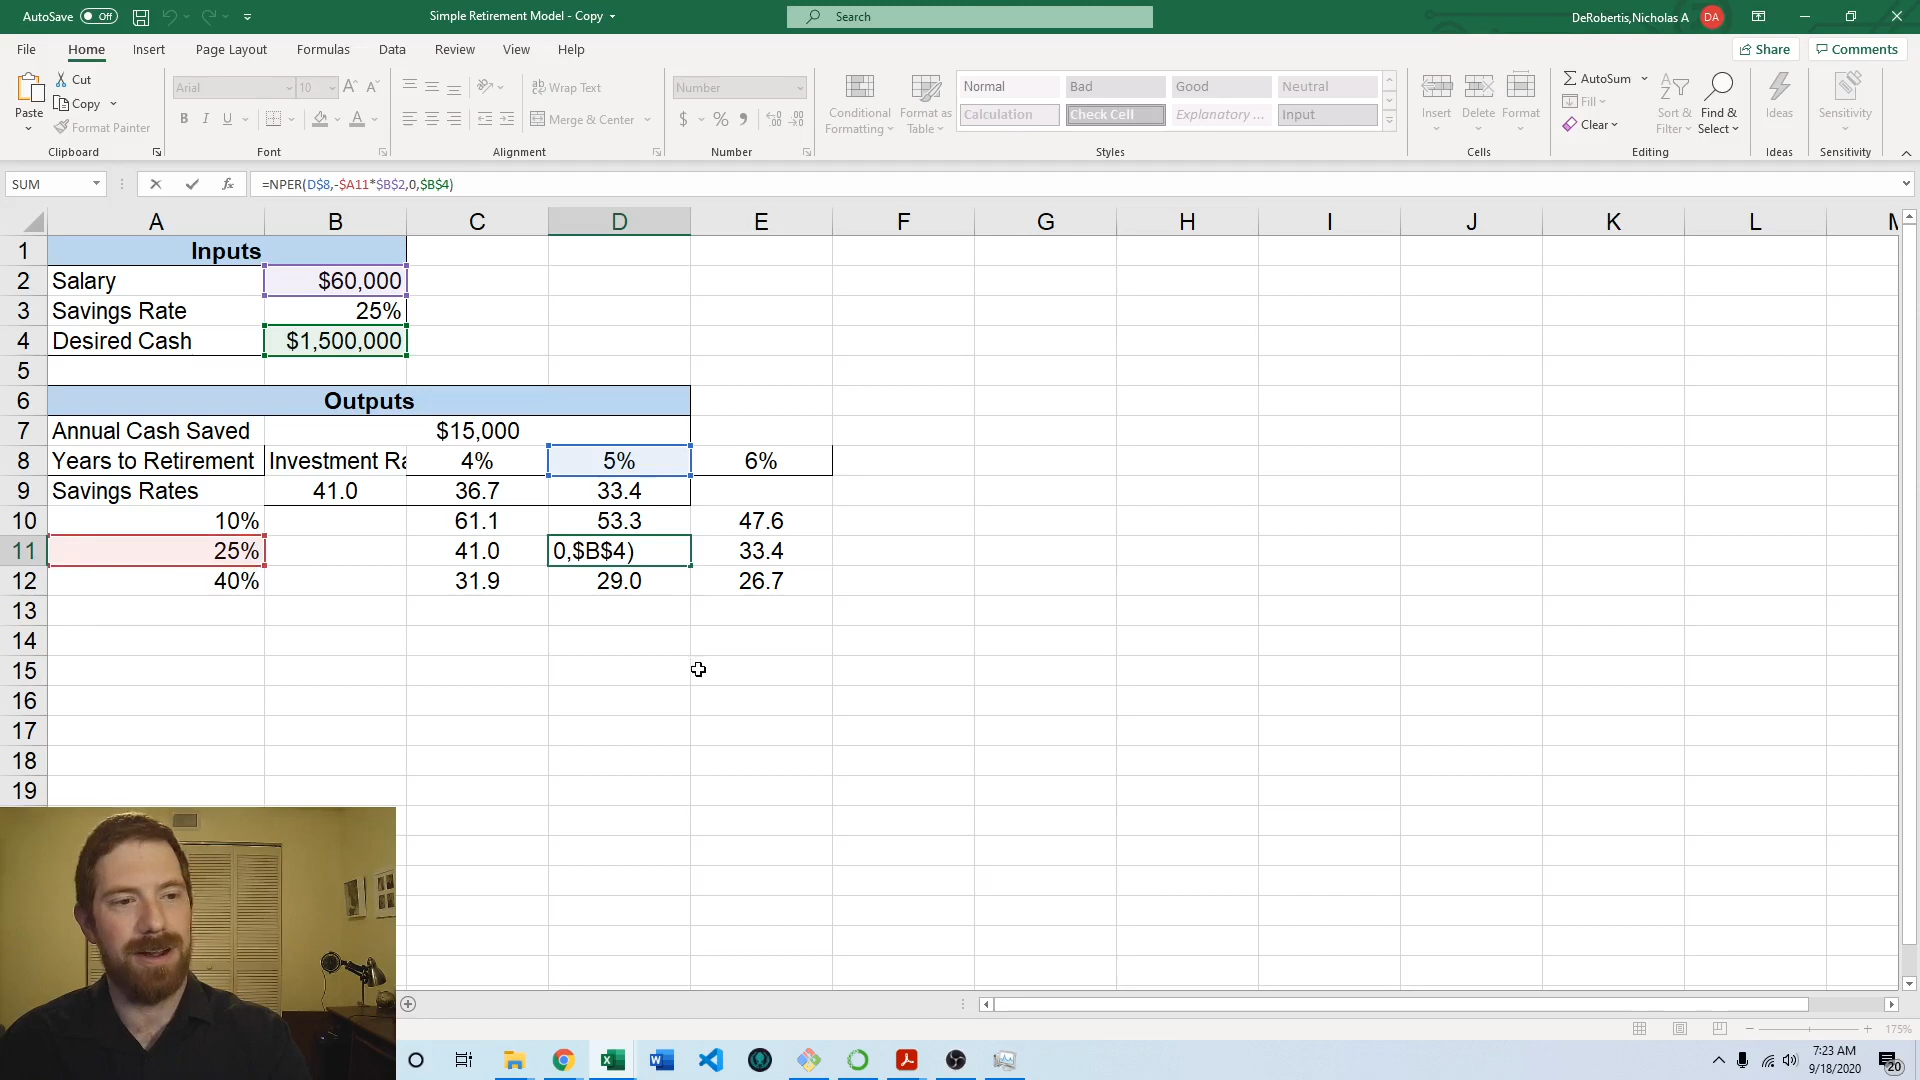 AutoSave Off Simple Retirement Model - Copy Search DeRobertis,Nicholas A DA
File Home Insert Page Layout Formulas Data Review View Help Share Comments
Paste Cut Copy Format Painter Clipboard
Arial 10 B I U A Font
Wrap Text Merge & Center Alignment
Number $ % Number
Conditional Formatting Format as Table Normal Bad Good Neutral
Calculation Check Cell Explanatory ... Input Styles
Insert Delete Format Cells
AutoSum Fill Clear Sort & Filter Find & Select Editing
Ideas Ideas
Sensitivity Sensitivity
SUM fx =NPER(D$8,-$A11*$B$2,0,$B$4)
A B C D E F G H I J K L M
1 Inputs
2 Salary $60,000
3 Savings Rate 25%
4 Desired Cash $1,500,000
5
6 Outputs
7 Annual Cash Saved $15,000
8 Years to Retirement Investment Ra 4% 5% 6%
9 Savings Rates 41.0 36.7 33.4
10 10% 61.1 53.3 47.6
11 25% 41.0 0,$B$4) 33.4
12 40% 31.9 29.0 26.7
13
14
15
16
17
18
19
175%
7:23 AM
9/18/2020
20